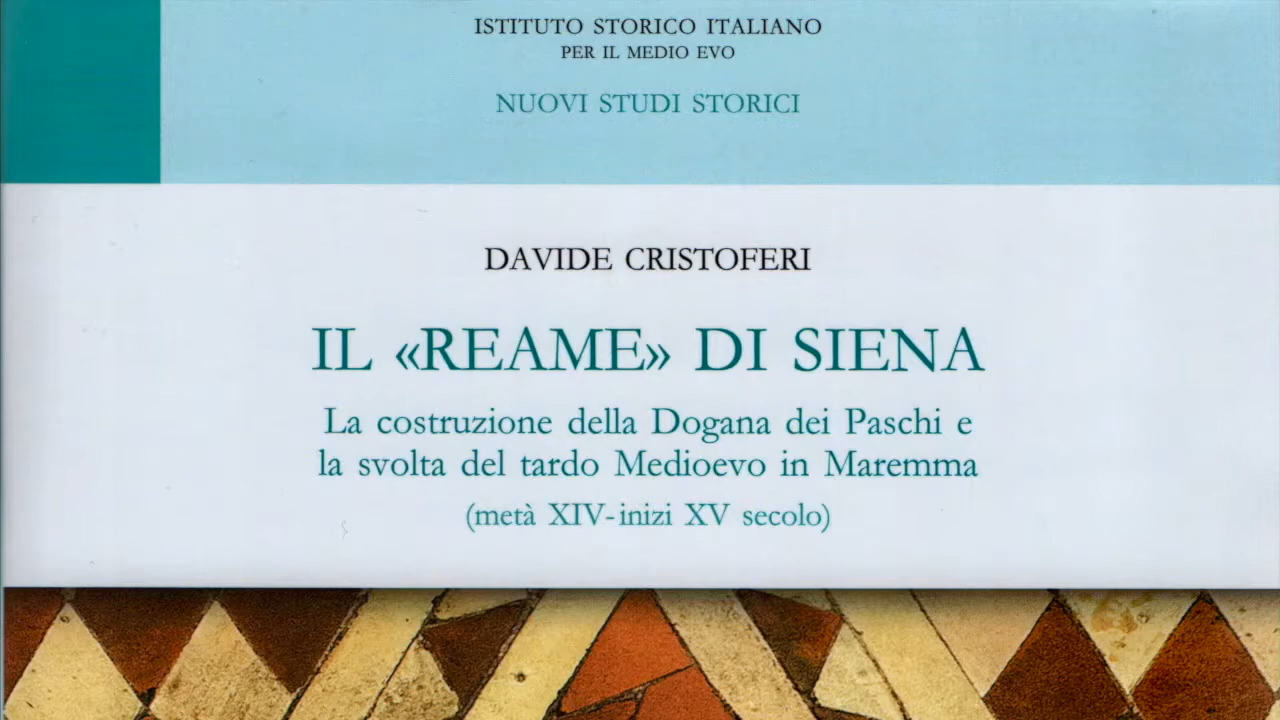 ISTITUTO STORICO ITALIANO
PER IL MEDIO EVO
NUOVI STUDI STORICI
DAVIDE CRISTOFERI
IL «REAME» DI SIENA
La costruzione della Dogana dei Paschi e
la svolta del tardo Medioevo in Maremma
(metà XIV-inizi XV secolo)